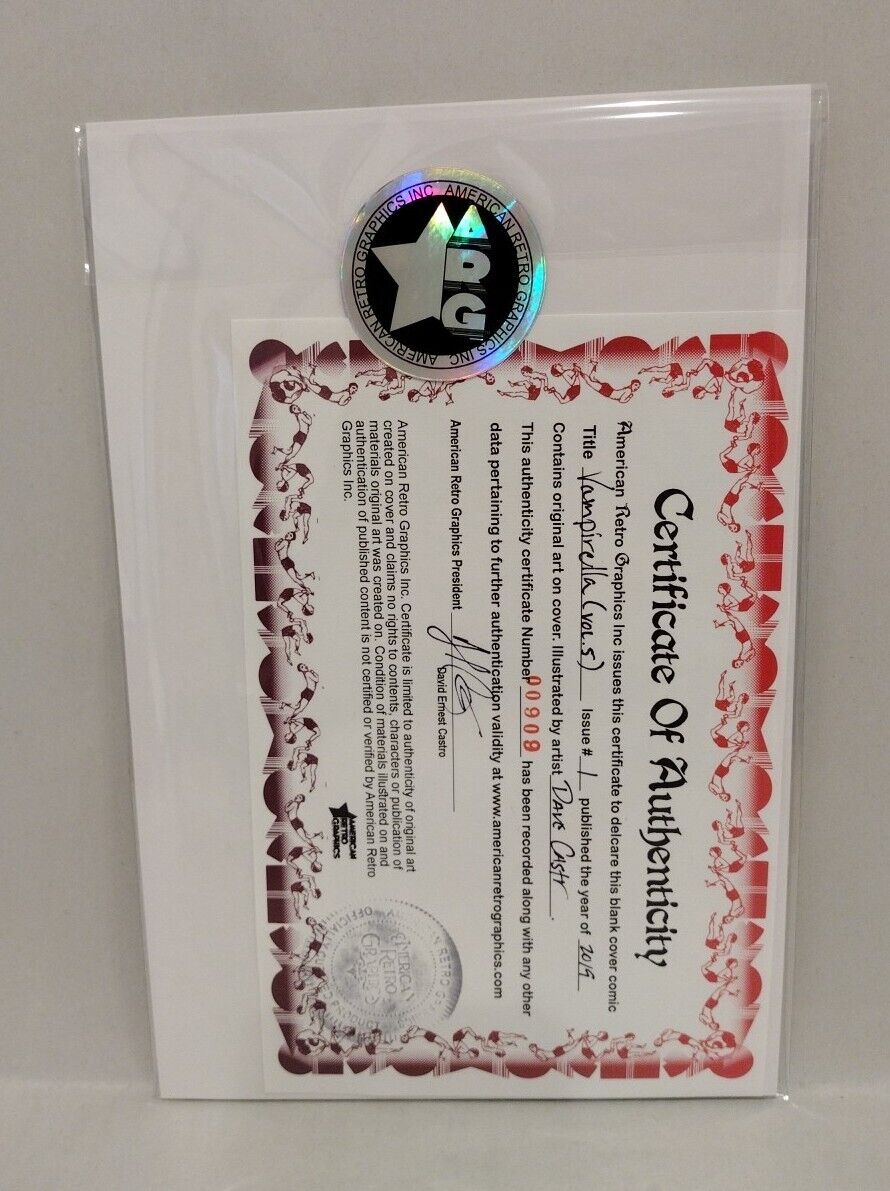 AMERICAN RETRO GRAPHICS INC. AMERICAN RETRO GRAPHICS INC.
ARG
Certificate Of Authenticity
American Retro Graphics Inc issues this certificate to delcare this blank cover comic
Title Vampirella (vol.5) Issue # 1 published the year of 2019
Contains original art on cover. Illustrated by artist Dave Castr.
This authenticity certificate Number 00909 has been recorded along with any other
data pertaining to further authentication validity at www.americanretrographics.com
American Retro Graphics President
David Ernest Castro
American Retro Graphics Inc. Certificate is limited to authenticity of original art
created on cover and claims no rights to contents, characters or publication of
materials original art was created on. Condition of materials illustrated on and
authentication of published content is not certified or verified by American Retro
Graphics Inc.
AMERICAN
RETRO
GRAPHICS
AMERICAN
RETRO
GRAPHICS